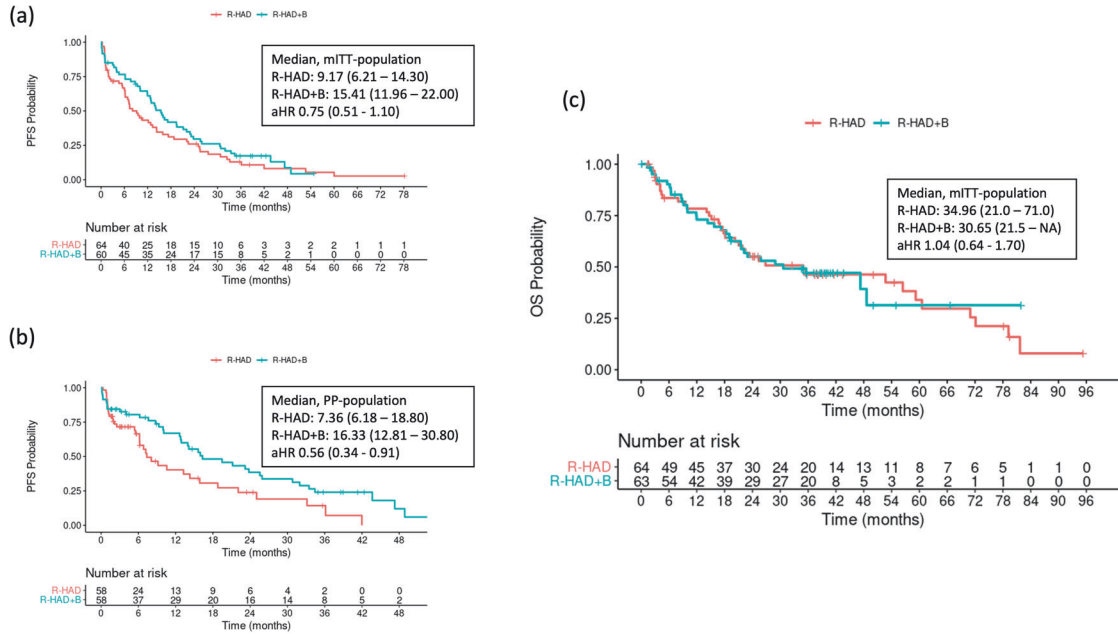 (a)
R-HAD R-HAD+B
PFS Probability
1.00
0.75
0.50
0.25
0.00
Median, mITT-population
R-HAD: 9.17 (6.21 – 14.30)
R-HAD+B: 15.41 (11.96 – 22.00)
aHR 0.75 (0.51 - 1.10)
0 6 12 18 24 30 36 42 48 54 60 66 72 78
Time (months)
Number at risk
R-HAD 64 40 25 18 15 10 6 3 3 2 2 1 1 1
R-HAD+B 60 45 35 24 17 15 8 5 2 1 0 0 0 0
0 6 12 18 24 30 36 42 48 54 60 66 72 78
Time (months)
(b)
R-HAD R-HAD+B
PFS Probability
1.00
0.75
0.50
0.25
0.00
Median, PP-population
R-HAD: 7.36 (6.18 – 18.80)
R-HAD+B: 16.33 (12.81 – 30.80)
aHR 0.56 (0.34 - 0.91)
0 6 12 18 24 30 36 42 48
Time (months)
Number at risk
R-HAD 58 24 13 9 6 4 2 0 0
R-HAD+B 58 37 29 20 16 14 8 5 2
0 6 12 18 24 30 36 42 48
Time (months)
(c)
R-HAD R-HAD+B
OS Probability
1.00
0.75
0.50
0.25
0.00
Median, mITT-population
R-HAD: 34.96 (21.0 – 71.0)
R-HAD+B: 30.65 (21.5 – NA)
aHR 1.04 (0.64 - 1.70)
0 6 12 18 24 30 36 42 48 54 60 66 72 78 84 90 96
Time (months)
Number at risk
R-HAD 64 49 45 37 30 24 20 14 13 11 8 7 6 5 1 1 0
R-HAD+B 63 54 42 39 29 27 20 8 5 3 2 2 1 1 0 0 0
0 6 12 18 24 30 36 42 48 54 60 66 72 78 84 90 96
Time (months)